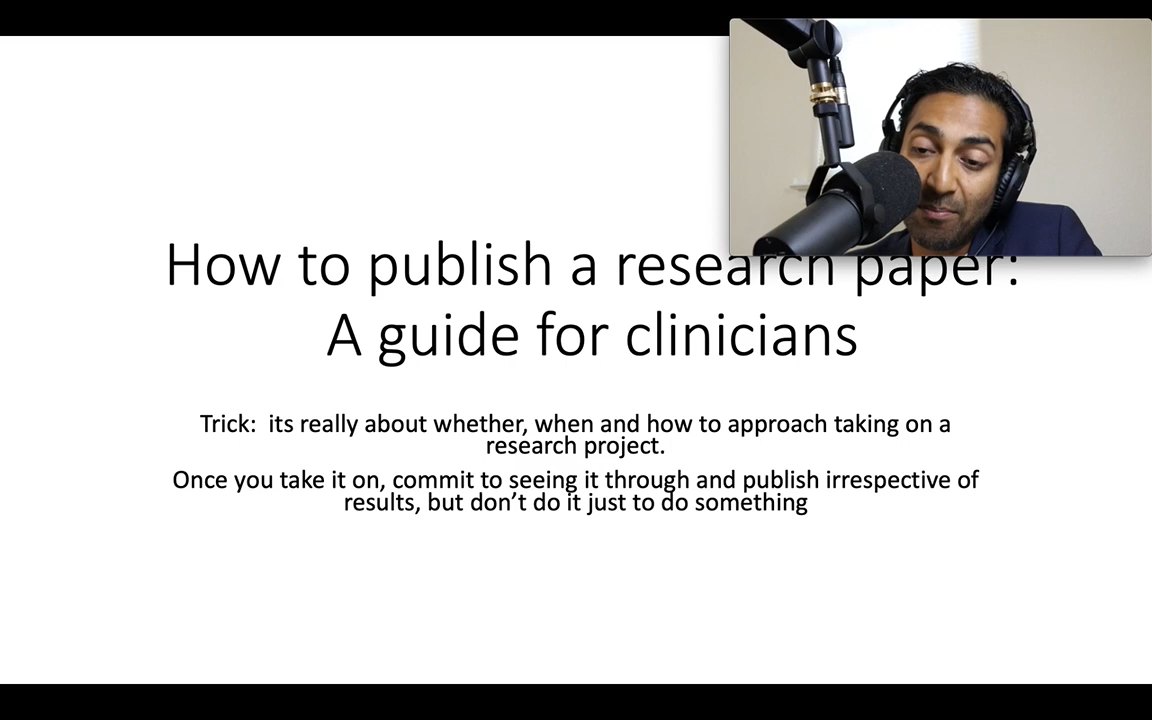 How to publish a research paper:
A guide for clinicians
Trick:  its really about whether, when and how to approach taking on a
research project.
Once you take it on, commit to seeing it through and publish irrespective of
results, but don’t do it just to do something